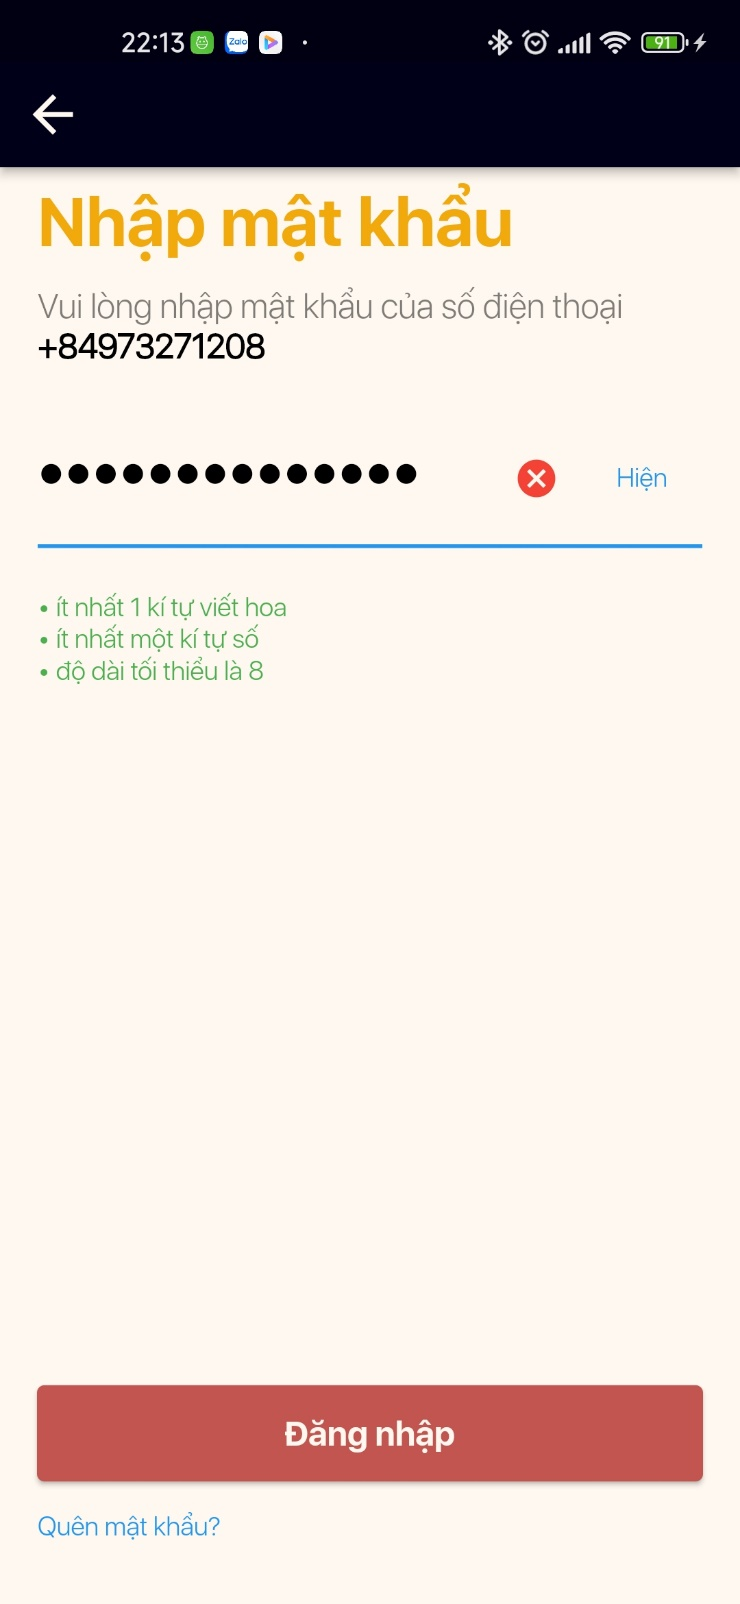 22:13 Zalo 91
Nhập mật khẩu
Vui lòng nhập mật khẩu của số điện thoại
+84973271208
●●●●●●●●●●●●●● Hiện
• ít nhất 1 kí tự viết hoa
• ít nhất một kí tự số
• độ dài tối thiểu là 8
Đăng nhập
Quên mật khẩu?